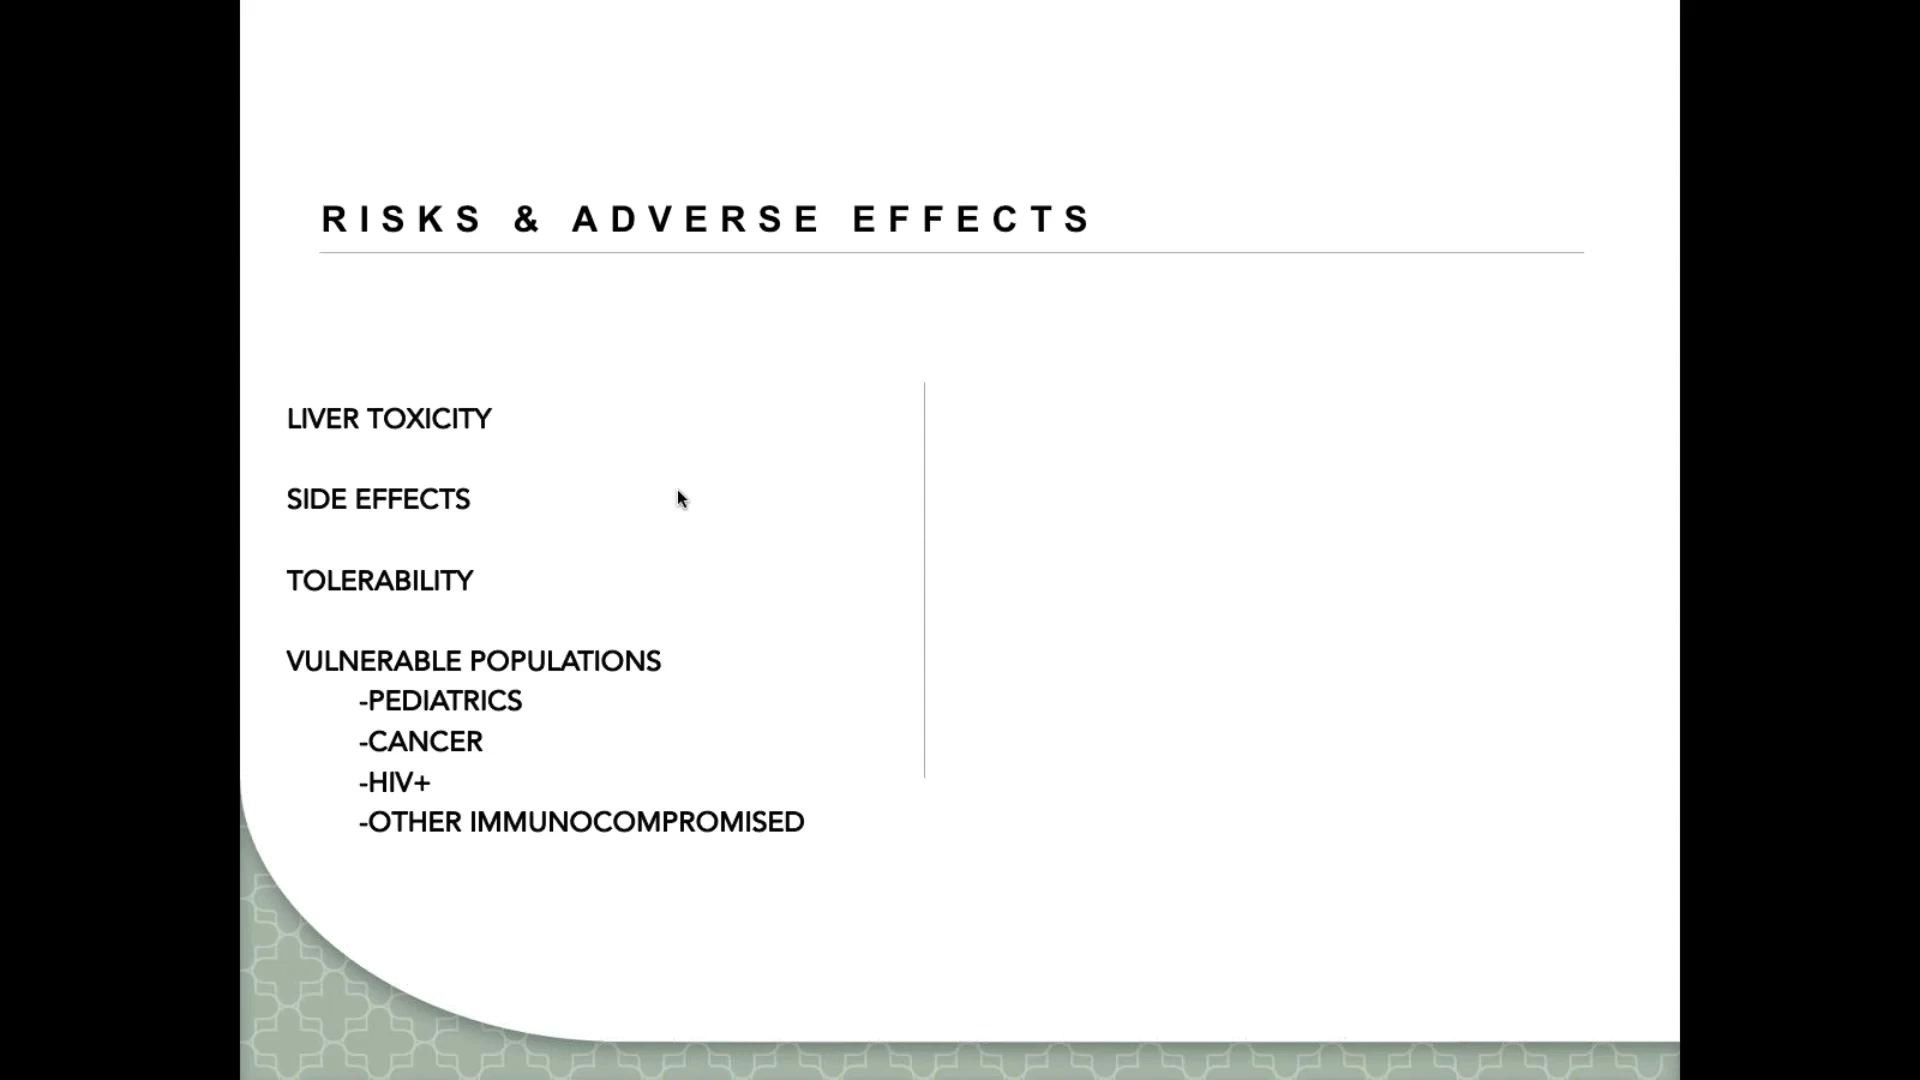 RISKS & ADVERSE EFFECTS
LIVER TOXICITY
SIDE EFFECTS
TOLERABILITY
VULNERABLE POPULATIONS
-PEDIATRICS
-CANCER
-HIV+
-OTHER IMMUNOCOMPROMISED